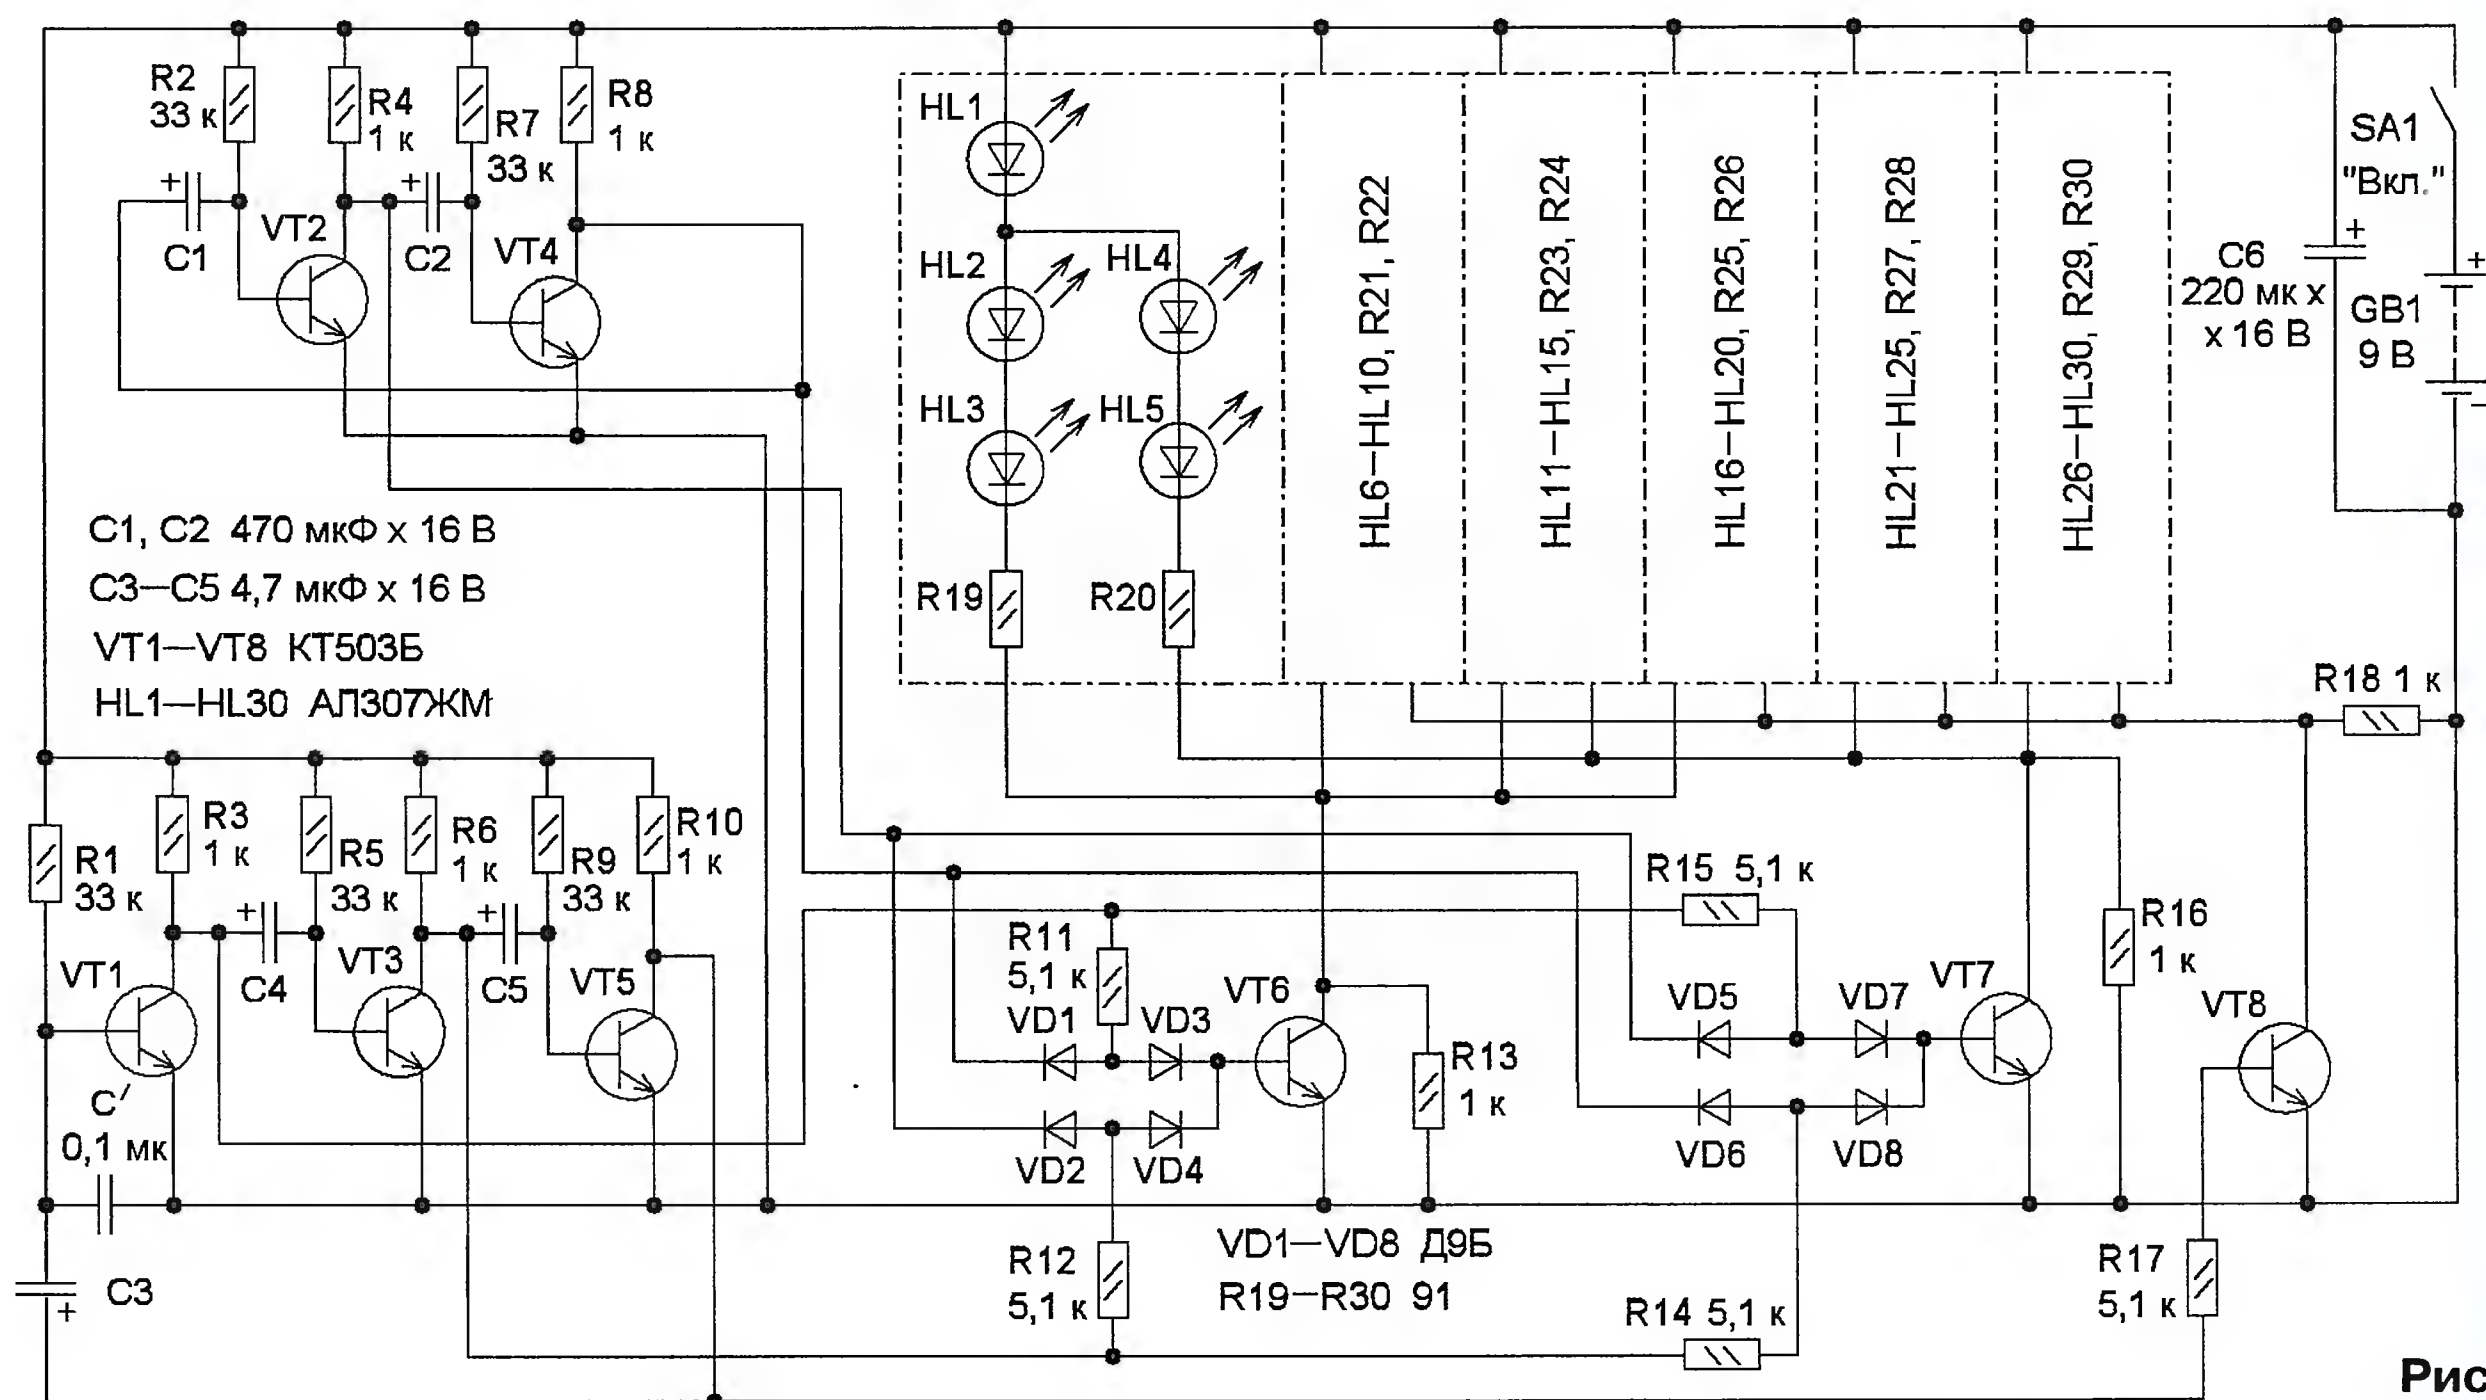 R2
33 к
R4
1 к
R7
33 к
R8
1 к
+
C1
VT2
+
C2
VT4
HL1
HL2
HL4
HL3
HL5
R19
R20
HL6—HL10, R21, R22
HL11—HL15, R23, R24
HL16—HL20, R25, R26
HL21—HL25, R27, R28
HL26—HL30, R29, R30
SA1
"Вкл."
+
C6
220 мк х
х 16 В
+
GB1
9 В
−
C1, C2 470 мкФ х 16 В
C3—C5 4,7 мкФ х 16 В
VT1—VT8 КТ503Б
HL1—HL30 АЛ307ЖМ
R18 1 к
R1
33 к
R3
1 к
R5
33 к
R6
1 к
R9
33 к
R10
1 к
VT1
+
C4
VT3
+
C5
VT5
C′
0,1 мк
C3
+
R11
5,1 к
VD1
VD3
VD2
VD4
VT6
R13
1 к
R12
5,1 к
R15 5,1 к
VD5
VD7
VD6
VD8
VT7
R16
1 к
VT8
VD1—VD8 Д9Б
R19—R30 91
R14 5,1 к
R17
5,1 к
Рис